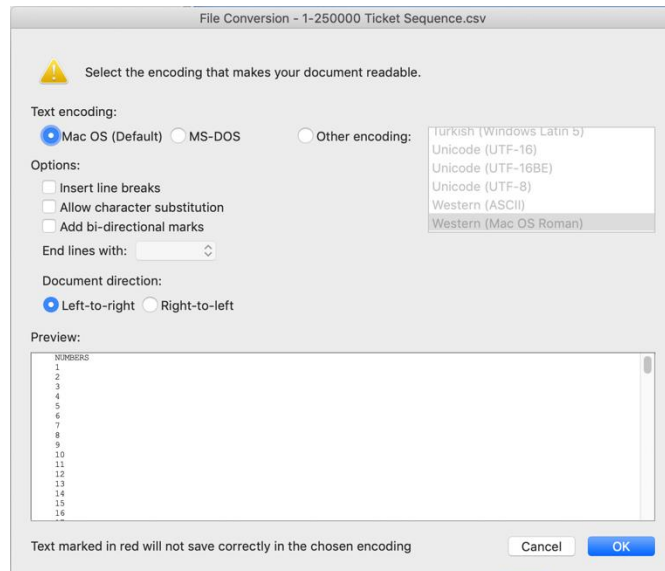 File Conversion - 1-250000 Ticket Sequence.csv
Select the encoding that makes your document readable.
Text encoding:
Mac OS (Default) MS-DOS Other encoding:
Turkish (Windows Latin 5)
Unicode (UTF-16)
Unicode (UTF-16BE)
Unicode (UTF-8)
Western (ASCII)
Western (Mac OS Roman)
Options:
Insert line breaks
Allow character substitution
Add bi-directional marks
End lines with:
Document direction:
Left-to-right Right-to-left
Preview:
NUMBERS
1
2
3
4
5
6
7
8
9
10
11
12
13
14
15
16
Text marked in red will not save correctly in the chosen encoding
Cancel OK